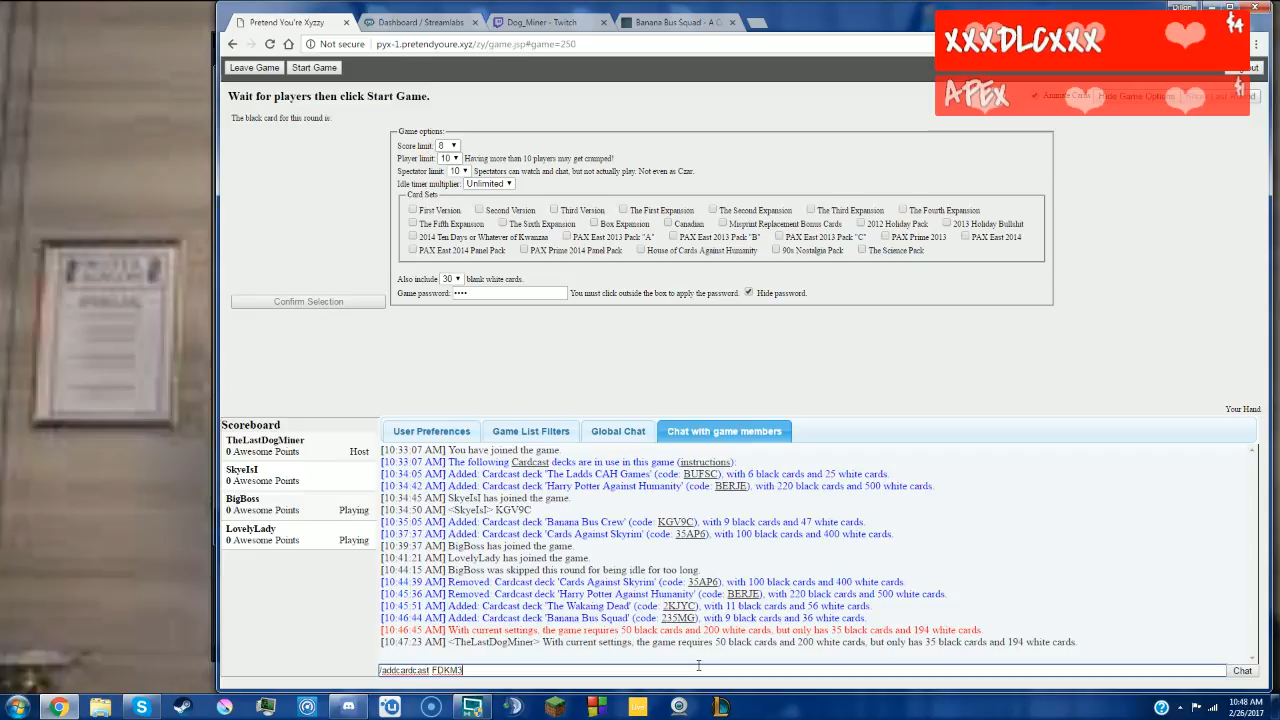 Pretend You're Xyzzy
Dashboard / Streamlabs
Dog_Miner - Twitch
Banana Bus Squad - A C
Dillon
Not secure
pyx-1.pretendyoure.xyz/zy/game.jsp#game=250
xxxDLCxxx
$4
APEX
$1
Leave Game
Start Game
Wait for players then click Start Game.
Hide Game Options
The black card for this round is:
Game options:
Score limit: 8
Player limit: 10 Having more than 10 players may get cramped!
Spectator limit: 10 Spectators can watch and chat, but not actually play. Not even as Czar.
Idle timer multiplier: Unlimited
Card Sets
First Version Second Version Third Version The First Expansion The Second Expansion The Third Expansion The Fourth Expansion
The Fifth Expansion The Sixth Expansion Box Expansion Canadian Misprint Replacement Bonus Cards 2012 Holiday Pack 2013 Holiday Bullshit
2014 Ten Days or Whatever of Kwanzaa PAX East 2013 Pack "A" PAX East 2013 Pack "B" PAX East 2013 Pack "C" PAX Prime 2013 PAX East 2014
PAX East 2014 Panel Pack PAX Prime 2014 Panel Pack House of Cards Against Humanity 90s Nostalgia Pack The Science Pack
Also include 30 blank white cards.
Game password: •••• You must click outside the box to apply the password. Hide password.
Confirm Selection
Your Hand
Scoreboard
TheLastDogMiner
0 Awesome Points Host
SkyeIsI
0 Awesome Points
BigBoss
0 Awesome Points Playing
LovelyLady
0 Awesome Points Playing
User Preferences
Game List Filters
Global Chat
Chat with game members
[10:33:07 AM] You have joined the game.
[10:33:07 AM] The following Cardcast decks are in use in this game (instructions):
[10:34:05 AM] Added: Cardcast deck 'The Ladds CAH Games' (code: BUFSC), with 6 black cards and 25 white cards.
[10:34:42 AM] Added: Cardcast deck 'Harry Potter Against Humanity' (code: BERJE), with 220 black cards and 500 white cards.
[10:34:45 AM] SkyeIsI has joined the game.
[10:34:50 AM] <SkyeIsI> KGV9C
[10:35:05 AM] Added: Cardcast deck 'Banana Bus Crew' (code: KGV9C), with 9 black cards and 47 white cards.
[10:37:37 AM] Added: Cardcast deck 'Cards Against Skyrim' (code: 35AP6), with 100 black cards and 400 white cards.
[10:39:37 AM] BigBoss has joined the game.
[10:41:21 AM] LovelyLady has joined the game.
[10:44:15 AM] BigBoss was skipped this round for being idle for too long.
[10:44:39 AM] Removed: Cardcast deck 'Cards Against Skyrim' (code: 35AP6), with 100 black cards and 400 white cards.
[10:45:36 AM] Removed: Cardcast deck 'Harry Potter Against Humanity' (code: BERJE), with 220 black cards and 500 white cards.
[10:45:51 AM] Added: Cardcast deck 'The Wakamg Dead' (code: 2KJYC), with 11 black cards and 56 white cards.
[10:46:44 AM] Added: Cardcast deck 'Banana Bus Squad' (code: 235MG), with 9 black cards and 36 white cards.
[10:46:45 AM] With current settings, the game requires 50 black cards and 200 white cards, but only has 35 black cards and 194 white cards.
[10:47:23 AM] <TheLastDogMiner> With current settings, the game requires 50 black cards and 200 white cards, but only has 35 black cards and 194 white cards.
/addcardcast FDKM3
Chat
Live
10:48 AM
2/26/2017